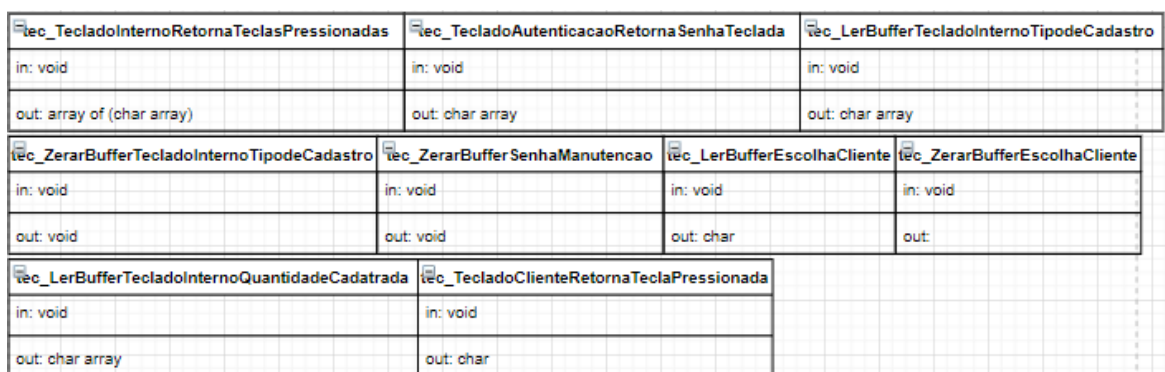 tec_TecladoInternoRetornaTeclasPressionadas tec_TecladoAutenticacaoRetornaSenhaTeclada tec_LerBufferTecladoInternoTipodeCadastro
in: void in: void in: void
out: array of (char array) out: char array out: char array
tec_ZerarBufferTecladoInternoTipodeCadastro tec_ZerarBufferSenhaManutencao tec_LerBufferEscolhaCliente tec_ZerarBufferEscolhaCliente
in: void in: void in: void in: void
out: void out: void out: char out:
tec_LerBufferTecladoInternoQuantidadeCadatrada tec_TecladoClienteRetornaTeclaPressionada
in: void in: void
out: char array out: char